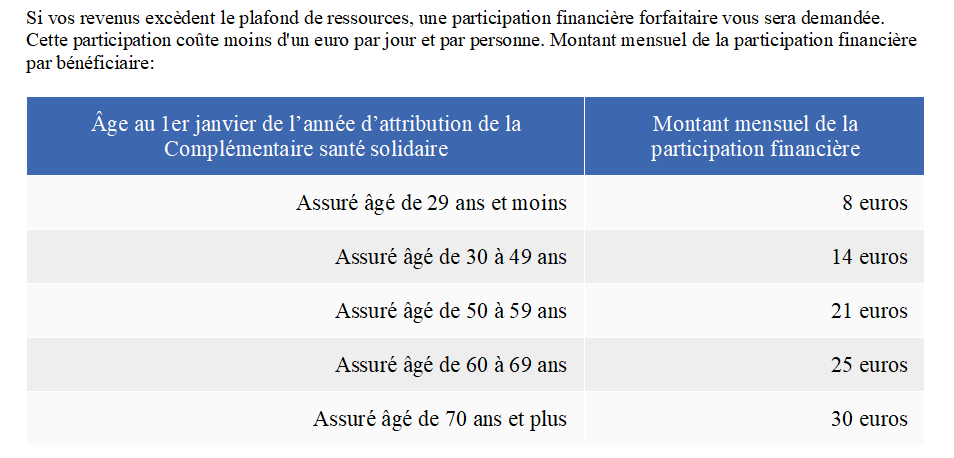 Si vos revenus excèdent le plafond de ressources, une participation financière forfaitaire vous sera demandée.
Cette participation coûte moins d'un euro par jour et par personne. Montant mensuel de la participation financière
par bénéficiaire:
Âge au 1er janvier de l’année d’attribution de la
Complémentaire santé solidaire
Montant mensuel de la
participation financière
Assuré âgé de 29 ans et moins
8 euros
Assuré âgé de 30 à 49 ans
14 euros
Assuré âgé de 50 à 59 ans
21 euros
Assuré âgé de 60 à 69 ans
25 euros
Assuré âgé de 70 ans et plus
30 euros